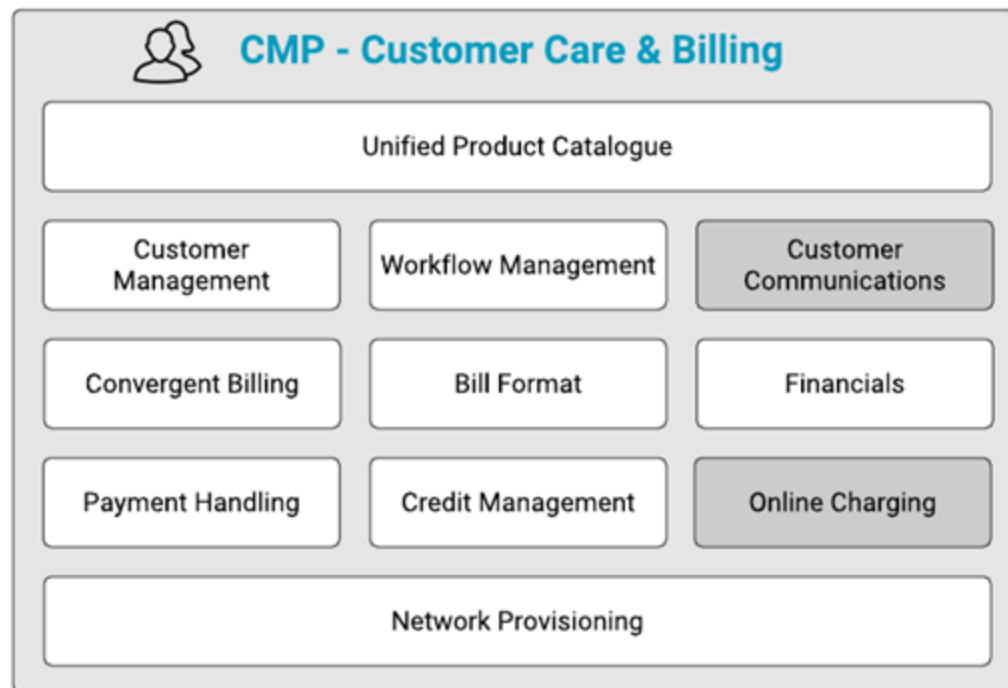 CMP - Customer Care & Billing
Unified Product Catalogue
Customer
Management
Workflow Management
Customer
Communications
Convergent Billing
Bill Format
Financials
Payment Handling
Credit Management
Online Charging
Network Provisioning